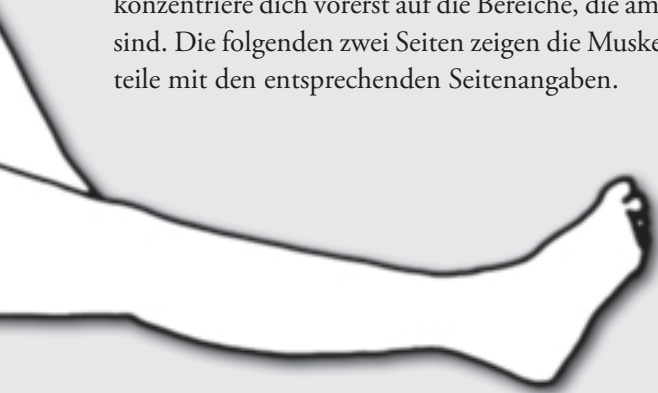 konzentriere dich vorerst auf die Bereiche, die am
sind. Die folgenden zwei Seiten zeigen die Muske
teile mit den entsprechenden Seitenangaben.